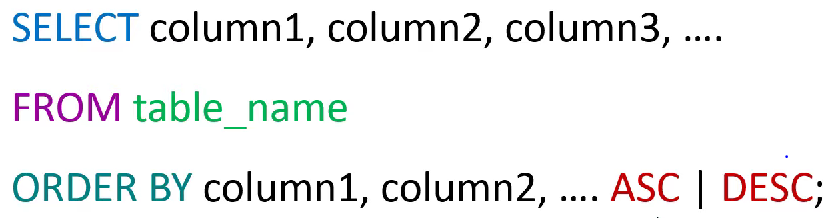 SELECT column1, column2, column3, ....
FROM table_name
ORDER BY column1, column2, .... ASC | DESC;